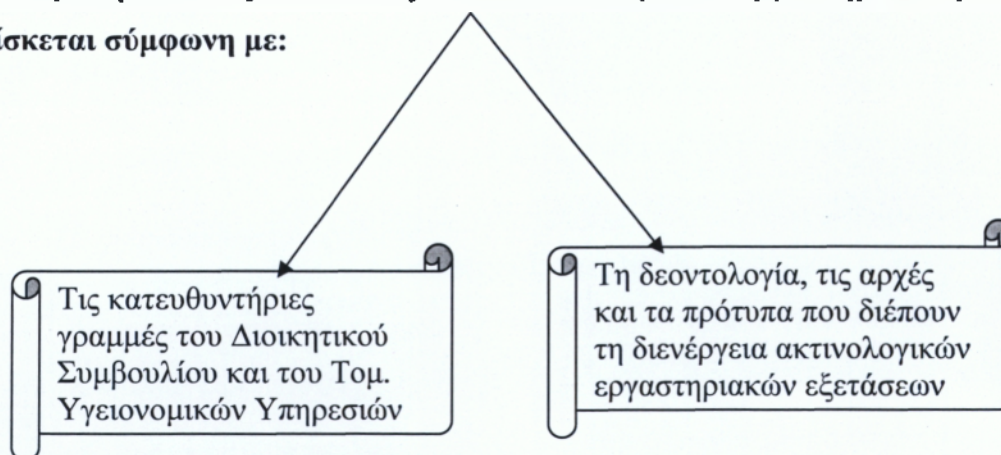 σκεται σύμφωνη με:
Τις κατευθυντήριες
γραμμές του Διοικητικού
Συμβουλίου και του Τομ.
Υγειονομικών Υπηρεσιών
Τη δεοντολογία, τις αρχές
και τα πρότυπα που διέπουν
τη διενέργεια ακτινολογικών
εργαστηριακών εξετάσεων